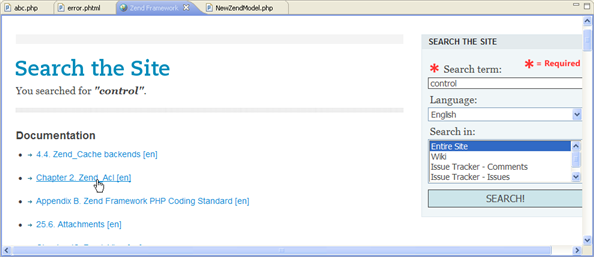 abc.php
error.phtml
Zend Framework
NewZendModel.php
Search the Site
You searched for "control".
Documentation
4.4. Zend_Cache backends [en]
Chapter 2. Zend_Acl [en]
Appendix B. Zend Framework PHP Coding Standard [en]
25.6. Attachments [en]
SEARCH THE SITE
* = Required
* Search term:
control
Language:
English
Search in:
Entire Site
Wiki
Issue Tracker - Comments
Issue Tracker - Issues
SEARCH!